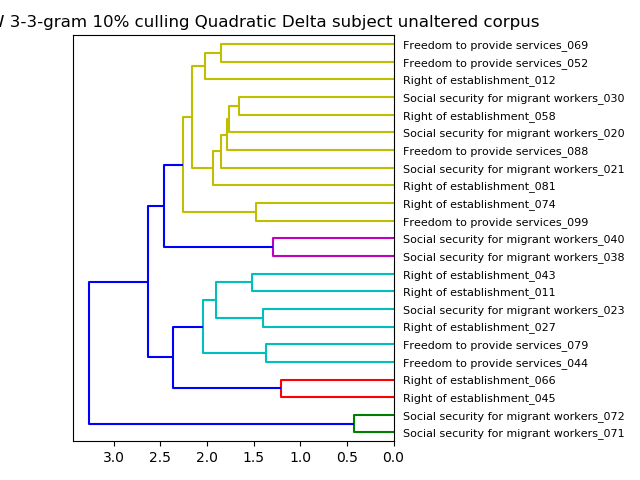 3-3-gram 10% culling Quadratic Delta subject unaltered corpus
Freedom to provide services_069
Freedom to provide services_052
Right of establishment_012
Social security for migrant workers_030
Right of establishment_058
Social security for migrant workers_020
Freedom to provide services_088
Social security for migrant workers_021
Right of establishment_081
Right of establishment_074
Freedom to provide services_099
Social security for migrant workers_040
Social security for migrant workers_038
Right of establishment_043
Right of establishment_011
Social security for migrant workers_023
Right of establishment_027
Freedom to provide services_079
Freedom to provide services_044
Right of establishment_066
Right of establishment_045
Social security for migrant workers_072
Social security for migrant workers_071
3.0 2.5 2.0 1.5 1.0 0.5 0.0